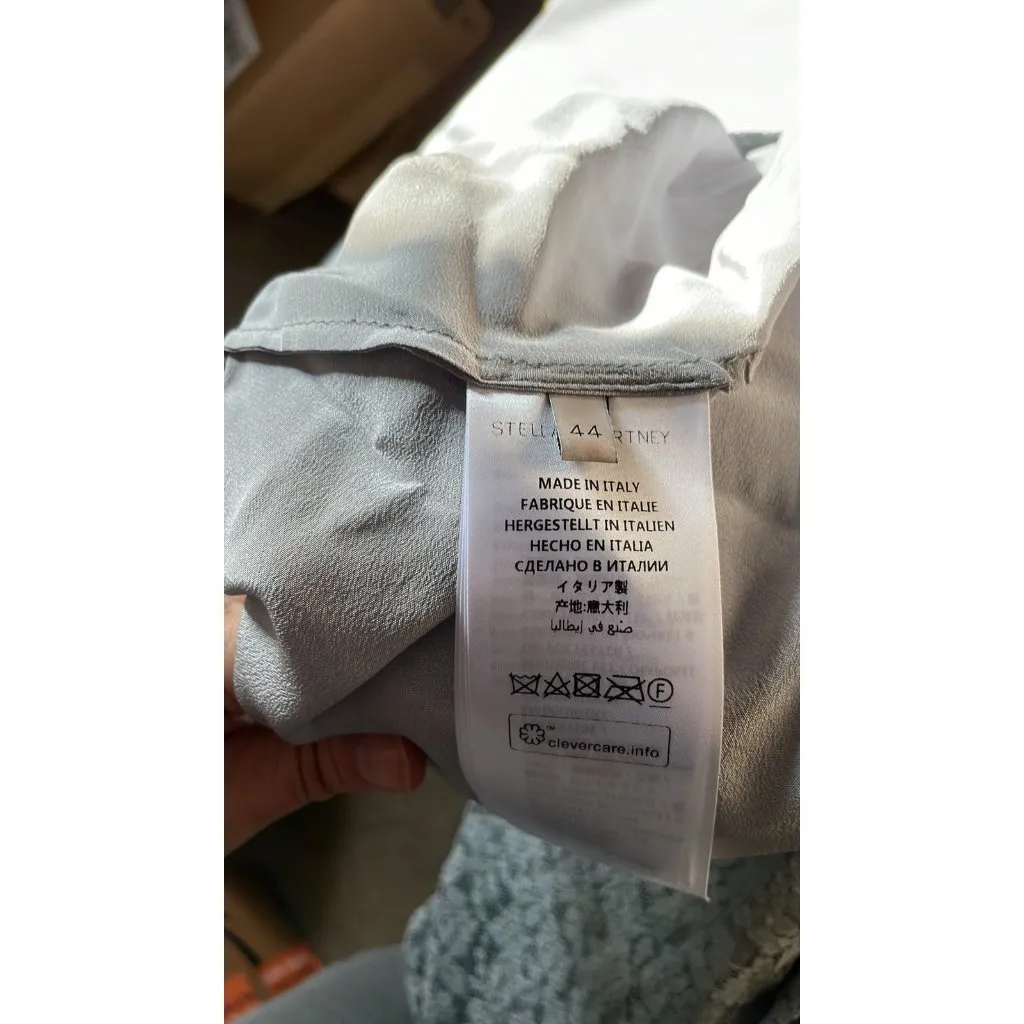 STELLA 44 RTNEY
MADE IN ITALY
FABRIQUE EN ITALIE
HERGESTELLT IN ITALIEN
HECHO EN ITALIA
СДЕЛАНО В ИТАЛИИ
イタリア製
产地:意大利
صنع في إيطاليا
F
clevercare.info